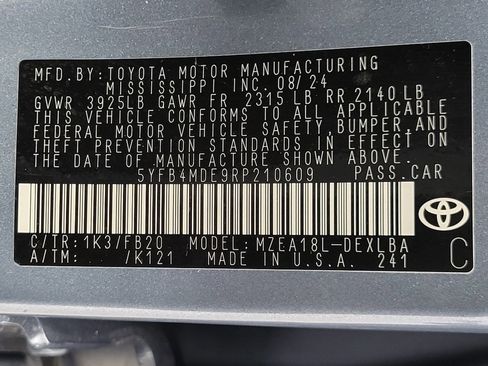 MFD.BY: TOYOTA MOTOR MANUFACTURING
MISSISSIPPI INC. 08/24
GVWR 3925LB GAWR FR 2315 LB RR 2140 LB
THIS VEHICLE CONFORMS TO ALL APPLICABLE
FEDERAL MOTOR VEHICLE SAFETY, BUMPER, AND
THEFT PREVENTION STANDARDS IN EFFECT ON
THE DATE OF MANUFACTURE SHOWN ABOVE.
5YFB4MDE9RP210609 PASS.CAR
C/TR: 1K3/FB20 MODEL: MZEA18L-DEXLBA
A/TM: /K121 MADE IN U.S.A. 241
C